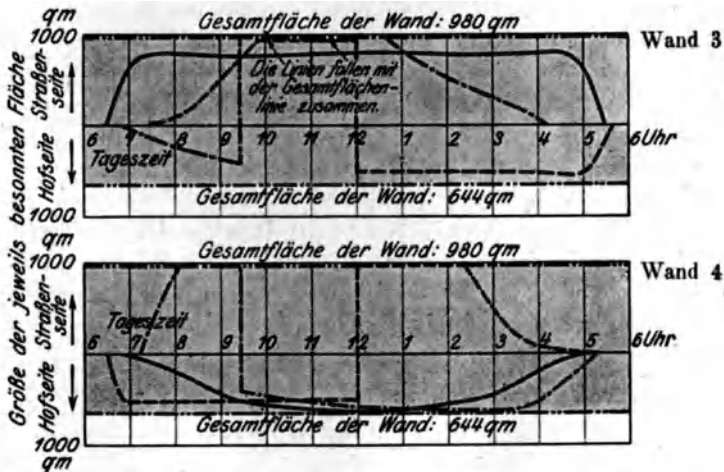 Größe der jeweils besonnten Fläche
Hofseite Straßen-
seite
qm
1000
Gesamtfläche der Wand: 980 qm
Wand 3
Die Linien fallen mit
der Gesamtflächen-
linie zusammen.
6 7 8 9 10 11 12 1 2 3 4 5 6 Uhr
Tageszeit
Gesamtfläche der Wand: 644 qm
1000
qm
Gesamtfläche der Wand: 980 qm
1000
Wand 4
Hofseite Straßen-
seite
Tageszeit
6 7 8 9 10 11 12 1 2 3 4 5 6 Uhr
Gesamtfläche der Wand: 644 qm
1000
qm